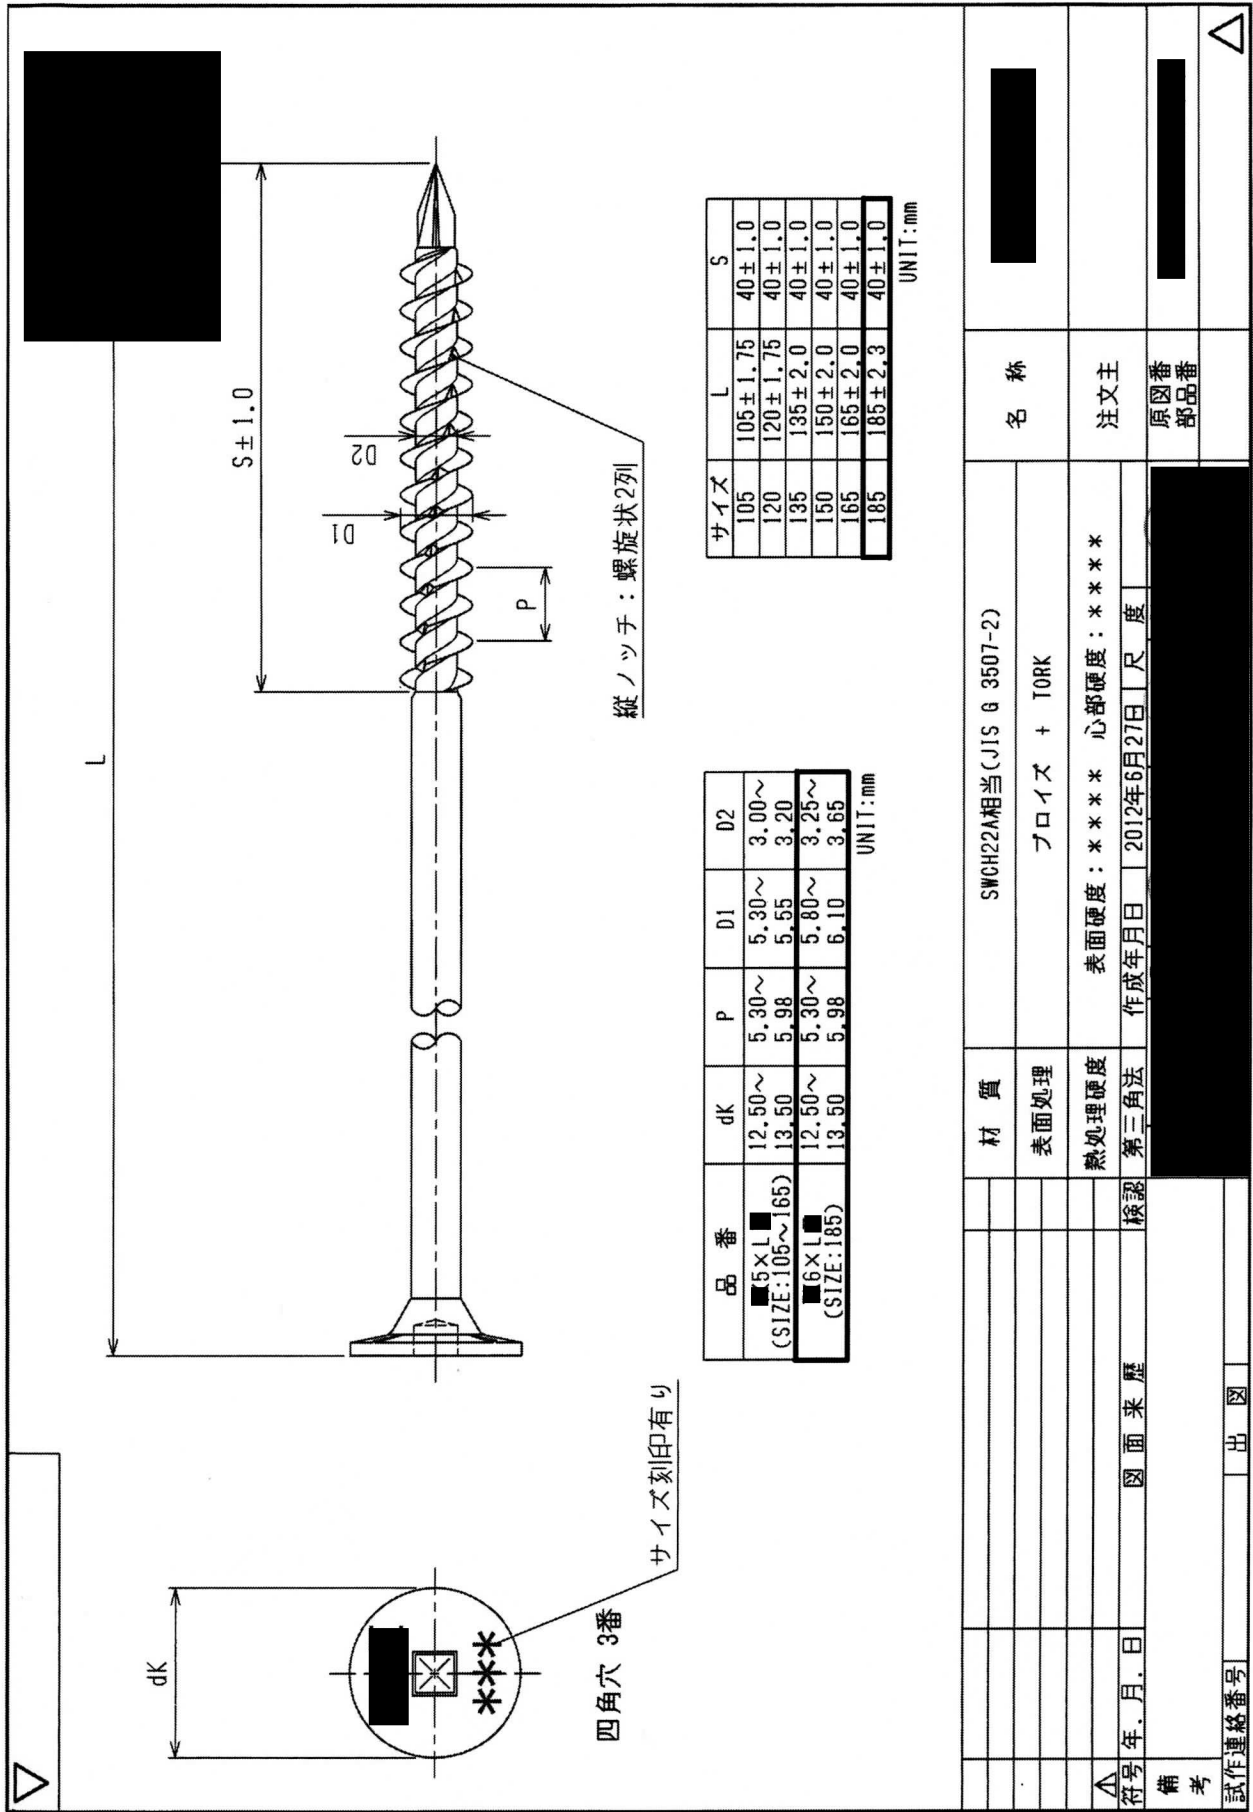 L
S±1.0
D1
D2
P
dK
縦ノッチ:螺旋状2列
サイズ刻印有り
***
四角穴 3番
品 番 dK P D1 D2
5×L
(SIZE:105〜165) 12.50〜 13.50 5.30〜 5.98 5.30〜 5.55 3.00〜 3.20
6×L
(SIZE:185) 12.50〜 13.50 5.30〜 5.98 5.80〜 6.10 3.25〜 3.65
UNIT:mm
サイズ L S
105 105±1.75 40±1.0
120 120±1.75 40±1.0
135 135±2.0 40±1.0
150 150±2.0 40±1.0
165 165±2.0 40±1.0
185 185±2.3 40±1.0
UNIT:mm
材 質 SWCH22A相当(JIS G 3507-2)
表面処理 プロイズ + TORK
熱処理硬度 表面硬度:**** 心部硬度:****
第三角法 作成年月日 2012年6月27日 尺 度
名 称
注文主
原図番
部品番
符号 年.月.日 図 面 来 歴 検認
備
考
試作連絡番号 出 図